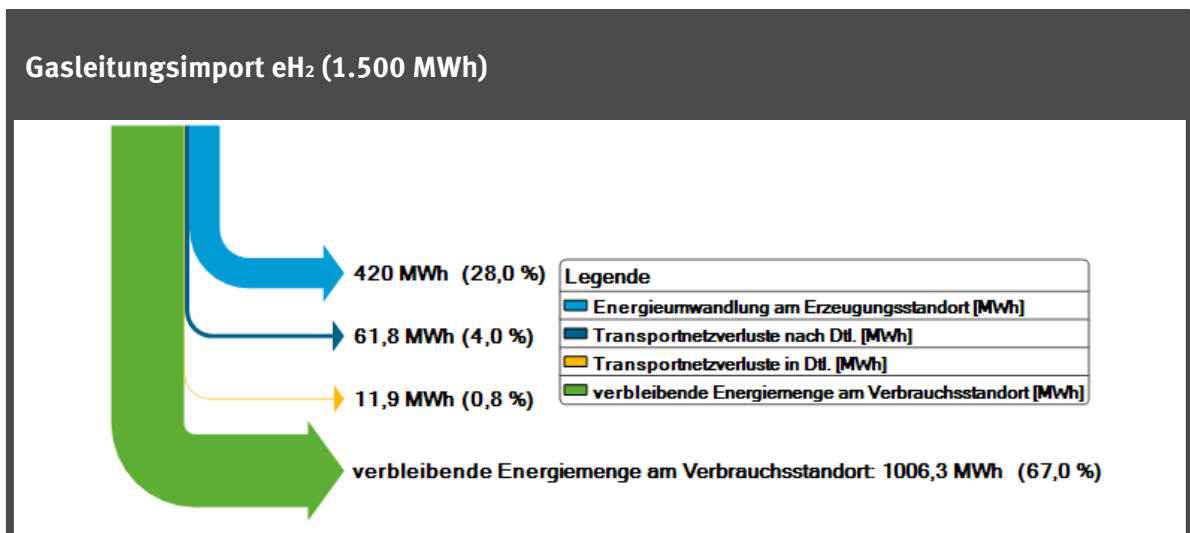 Gasleitungsimport eH₂ (1.500 MWh)
420 MWh (28,0 %)
61,8 MWh (4,0 %)
11,9 MWh (0,8 %)
Legende
Energieumwandlung am Erzeugungsstandort [MWh]
Transportnetzverluste nach Dtl. [MWh]
Transportnetzverluste in Dtl. [MWh]
verbleibende Energiemenge am Verbrauchsstandort [MWh]
verbleibende Energiemenge am Verbrauchsstandort: 1006,3 MWh (67,0 %)